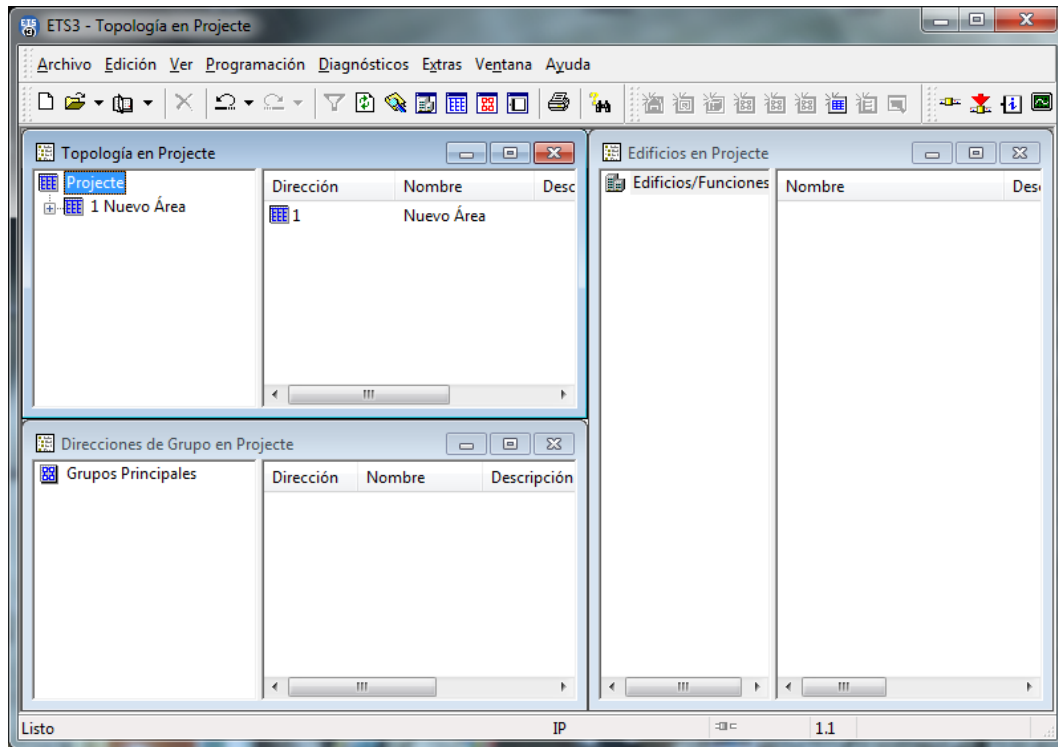 ETS3 - Topología en Projecte
Archivo Edición Ver Programación Diagnósticos Extras Ventana Ayuda
Topología en Projecte
Projecte
1 Nuevo Área
Dirección Nombre Desc
1 Nuevo Área
Direcciones de Grupo en Projecte
Grupos Principales
Dirección Nombre Descripción
Edificios en Projecte
Edificios/Funciones
Nombre Des
Listo IP 1.1